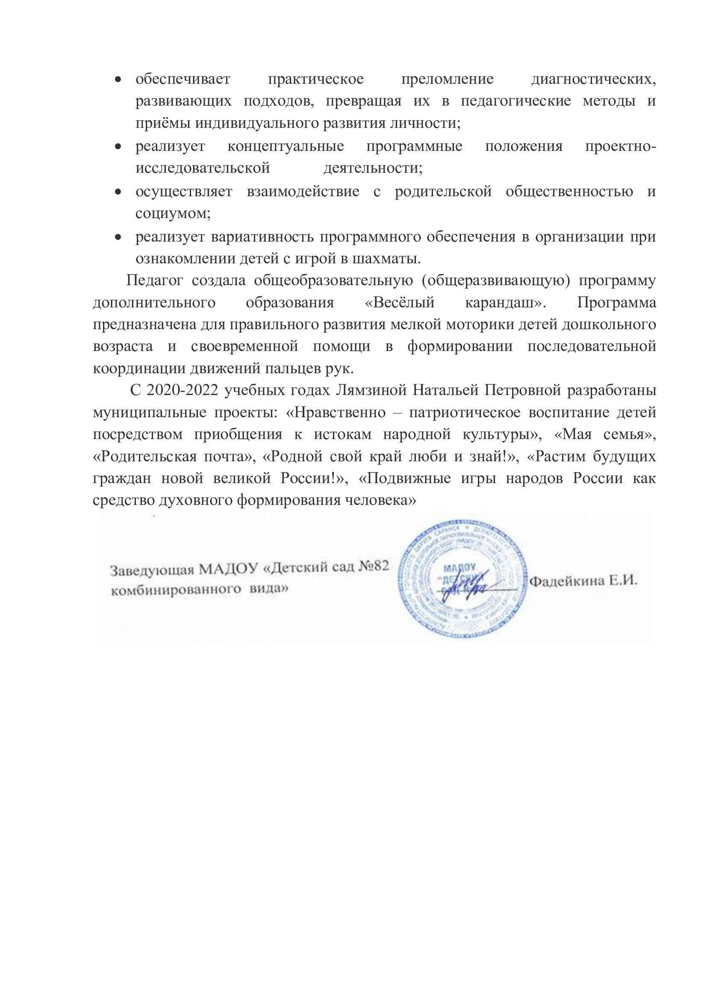 обеспечивает практическое преломление диагностических,
развивающих подходов, превращая их в педагогические методы и
приёмы индивидуального развития личности;
реализует концептуальные программные положения проектно-
исследовательской деятельности;
осуществляет взаимодействие с родительской общественностью и
социумом;
реализует вариативность программного обеспечения в организации при
ознакомлении детей с игрой в шахматы.
Педагог создала общеобразовательную (общеразвивающую) программу
дополнительного образования «Весёлый карандаш». Программа
предназначена для правильного развития мелкой моторики детей дошкольного
возраста и своевременной помощи в формировании последовательной
координации движений пальцев рук.
С 2020-2022 учебных годах Лямзиной Натальей Петровной разработаны
муниципальные проекты: «Нравственно – патриотическое воспитание детей
посредством приобщения к истокам народной культуры», «Мая семья»,
«Родительская почта», «Родной свой край люби и знай!», «Растим будущих
граждан новой великой России!», «Подвижные игры народов России как
средство духовного формирования человека»
Заведующая МАДОУ «Детский сад №82
комбинированного вида»
МАДОУ
"ДЕТСКИЙ
САД
Фадейкина Е.И.